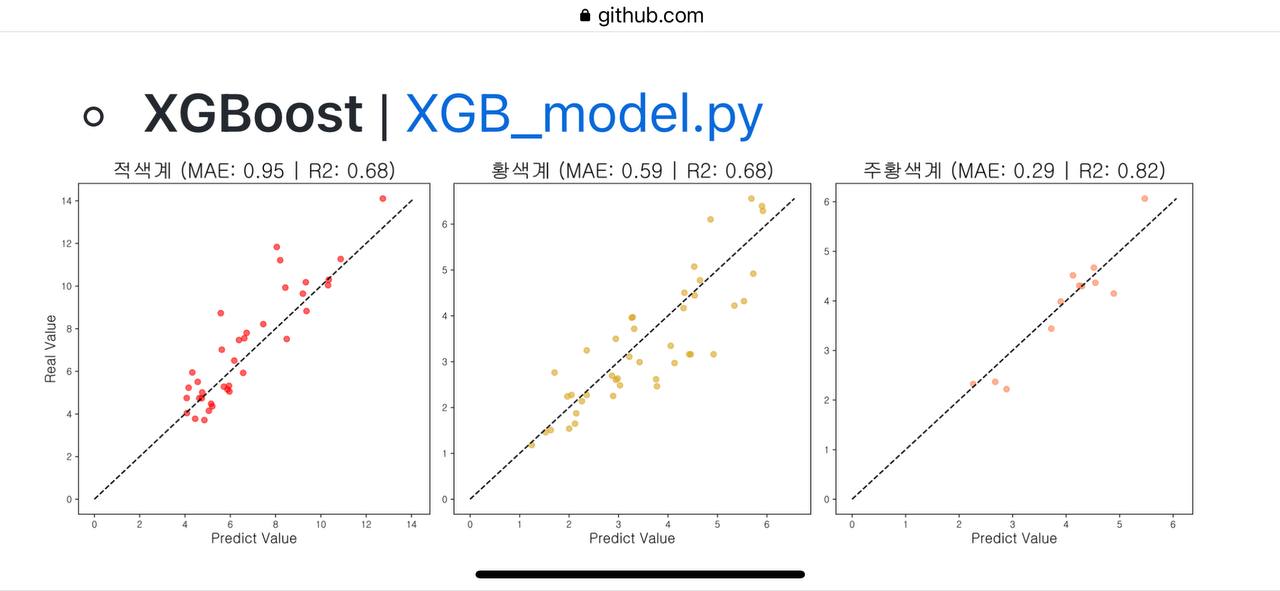 github.com
XGBoost | XGB_model.py
적색계 (MAE: 0.95 | R2: 0.68)
Real Value
14
12
10
8
6
4
2
0
0 2 4 6 8 10 12 14
Predict Value
황색계 (MAE: 0.59 | R2: 0.68)
6
5
4
3
2
1
0
0 1 2 3 4 5 6
Predict Value
주황색계 (MAE: 0.29 | R2: 0.82)
6
5
4
3
2
1
0
0 1 2 3 4 5 6
Predict Value